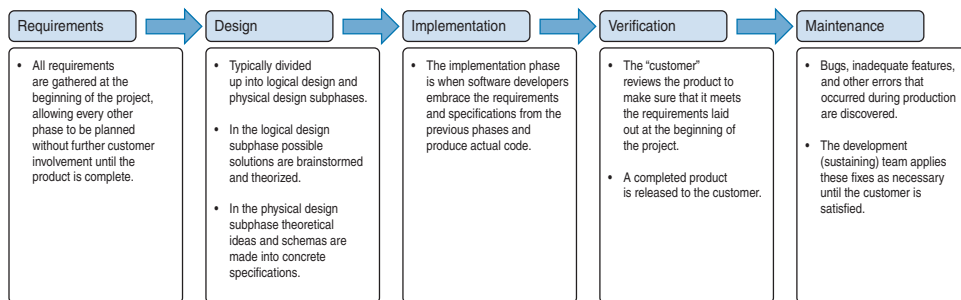 Requirements
Design
Implementation
Verification
Maintenance
• All requirements
are gathered at the
beginning of the project,
allowing every other
phase to be planned
without further customer
involvement until the
product is complete.
• Typically divided
up into logical design and
physical design subphases.
• In the logical design
subphase possible
solutions are brainstormed
and theorized.
• In the physical design
subphase theoretical
ideas and schemas are
made into concrete
specifications.
• The implementation phase
is when software developers
embrace the requirements
and specifications from the
previous phases and
produce actual code.
• The “customer”
reviews the product to
make sure that it meets
the requirements laid
out at the beginning of
the project.
• A completed product
is released to the customer.
• Bugs, inadequate features,
and other errors that
occurred during production
are discovered.
• The development
(sustaining) team applies
these fixes as necessary
until the customer is
satisfied.